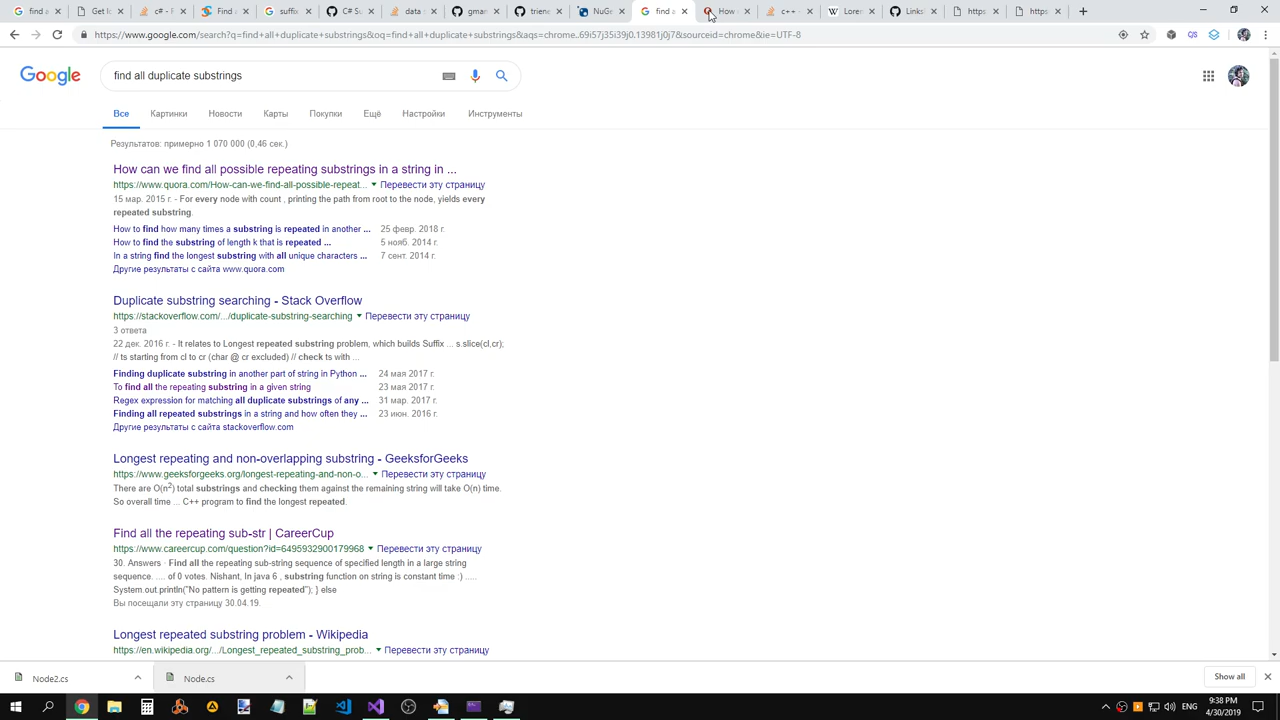 find a
Get lo
c# - F
Find c
suffix
C# Su
data s
gmar
triene
NuGe
find a
How c
c++ -
Loren
Links
https:
https:
https://www.google.com/search?q=find+all+duplicate+substrings&oq=find+all+duplicate+substrings&aqs=chrome..69i57j35i39j0.13981j0j7&sourceid=chrome&ie=UTF-8
Google
find all duplicate substrings
Все Картинки Новости Карты Покупки Ещё Настройки Инструменты
Результатов: примерно 1 070 000 (0,46 сек.)
How can we find all possible repeating substrings in a string in ...
https://www.quora.com/How-can-we-find-all-possible-repeat... Перевести эту страницу
15 мар. 2015 г. - For every node with count , printing the path from root to the node, yields every
repeated substring.
How to find how many times a substring is repeated in another ... 25 февр. 2018 г.
How to find the substring of length k that is repeated ... 5 нояб. 2014 г.
In a string find the longest substring with all unique characters ... 7 сент. 2014 г.
Другие результаты с сайта www.quora.com
Duplicate substring searching - Stack Overflow
https://stackoverflow.com/.../duplicate-substring-searching Перевести эту страницу
3 ответа
22 дек. 2016 г. - It relates to Longest repeated substring problem, which builds Suffix ... s.slice(cl,cr);
// ts starting from cl to cr (char @ cr excluded) // check ts with ...
Finding duplicate substring in another part of string in Python ... 24 мая 2017 г.
To find all the repeating substring in a given string 23 мая 2017 г.
Regex expression for matching all duplicate substrings of any ... 31 мар. 2017 г.
Finding all repeated substrings in a string and how often they ... 23 июн. 2016 г.
Другие результаты с сайта stackoverflow.com
Longest repeating and non-overlapping substring - GeeksforGeeks
https://www.geeksforgeeks.org/longest-repeating-and-non-o... Перевести эту страницу
There are O(n²) total substrings and checking them against the remaining string will take O(n) time.
So overall time ... C++ program to find the longest repeated.
Find all the repeating sub-str | CareerCup
https://www.careercup.com/question?id=6495932900179968 Перевести эту страницу
30. Answers · Find all the repeating sub-string sequence of specified length in a large string
sequence. .... of 0 votes. Nishant, In java 6 , substring function on string is constant time :) .....
System.out.println("No pattern is getting repeated"); } else
Вы посещали эту страницу 30.04.19.
Longest repeated substring problem - Wikipedia
https://en.wikipedia.org/.../Longest_repeated_substring_prob... Перевести эту страницу
Node2.cs
Node.cs
Show all
ENG
9:38 PM
4/30/2019